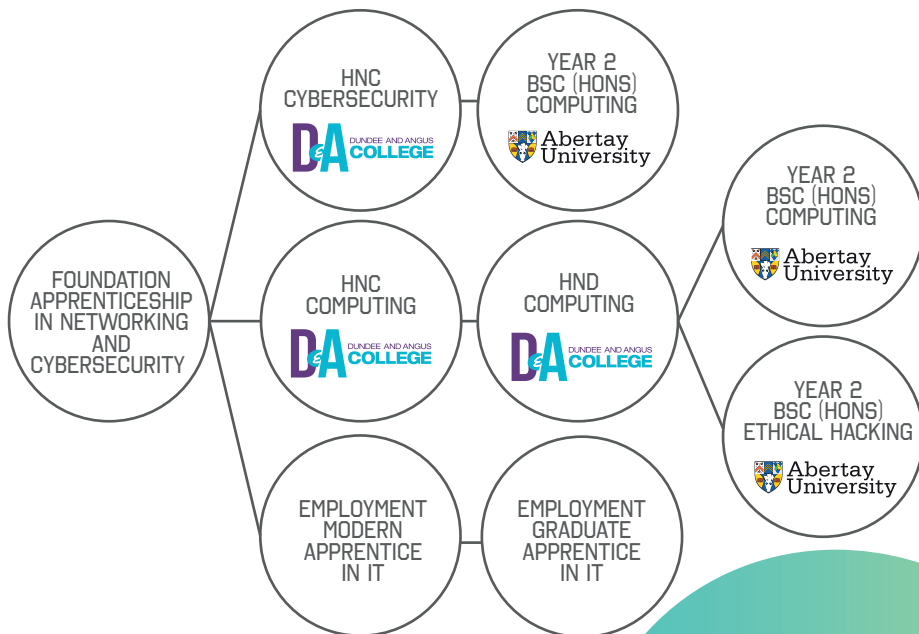 FOUNDATION
APPRENTICESHIP
IN NETWORKING
AND
CYBERSECURITY
HNC
CYBERSECURITY
D&A DUNDEE AND ANGUS
COLLEGE
YEAR 2
BSC (HONS)
COMPUTING
Abertay
University
HNC
COMPUTING
D&A DUNDEE AND ANGUS
COLLEGE
HND
COMPUTING
D&A DUNDEE AND ANGUS
COLLEGE
YEAR 2
BSC (HONS)
COMPUTING
Abertay
University
YEAR 2
BSC (HONS)
ETHICAL HACKING
Abertay
University
EMPLOYMENT
MODERN
APPRENTICE
IN IT
EMPLOYMENT
GRADUATE
APPRENTICE
IN IT